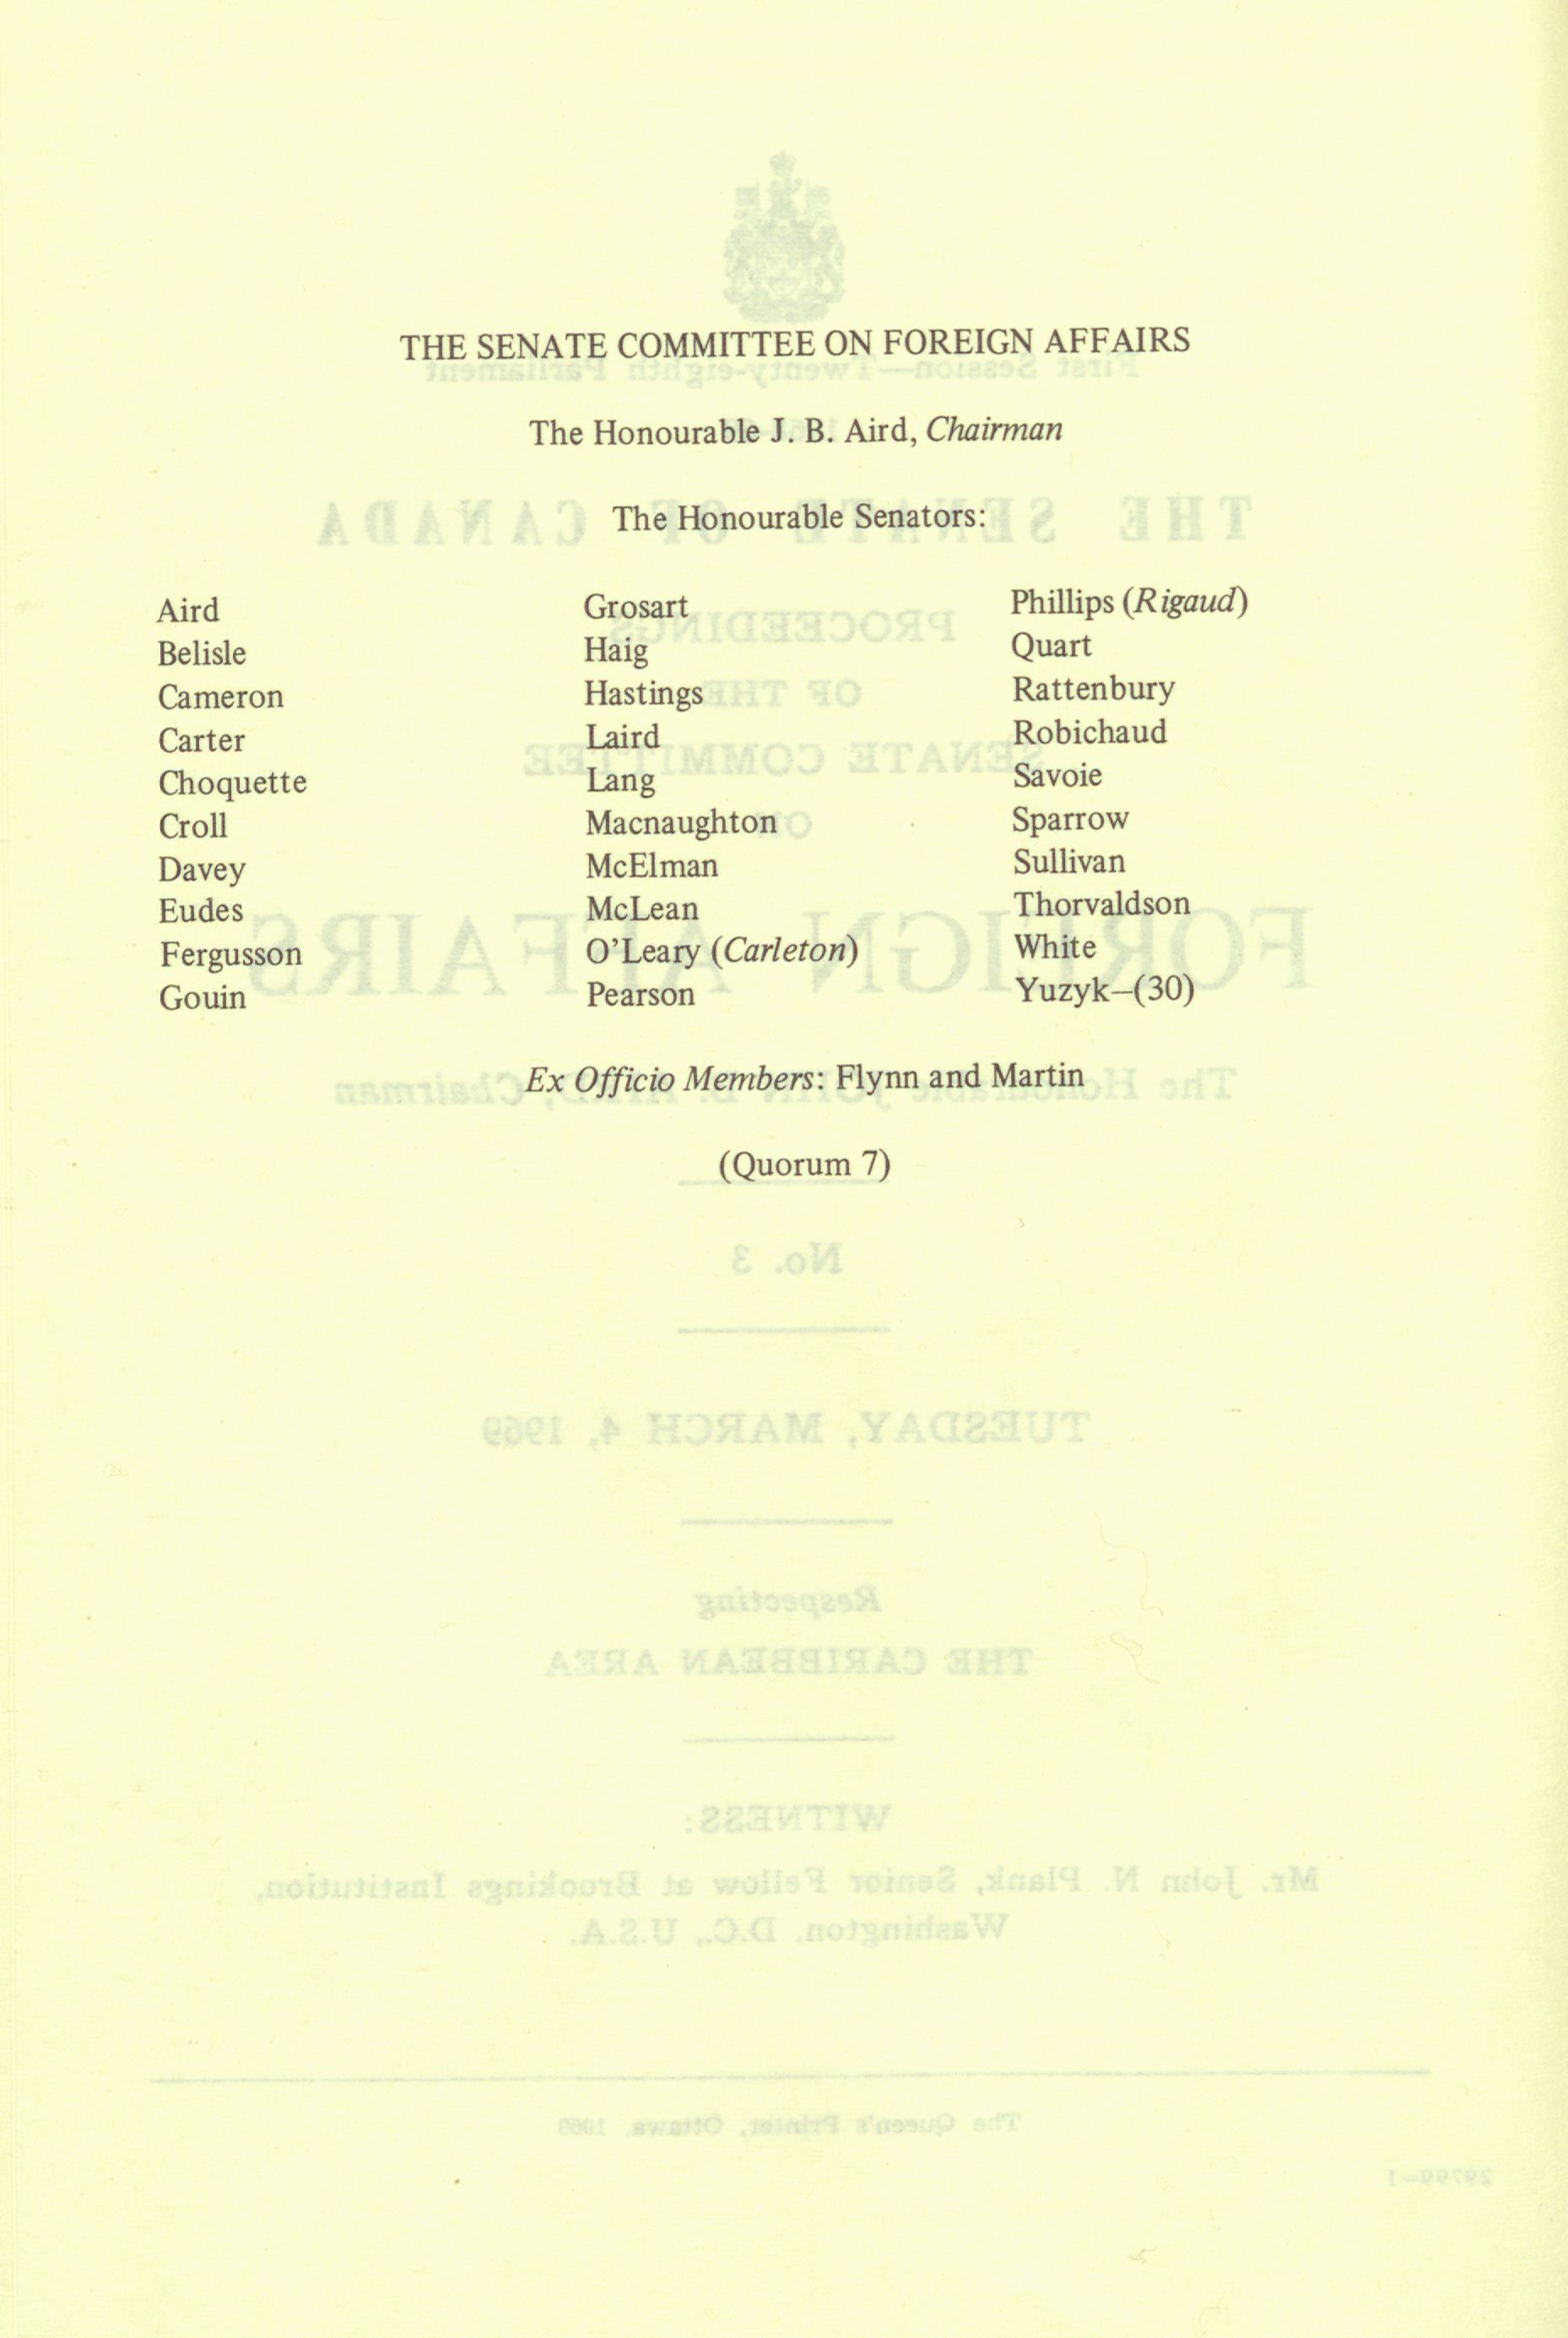 THE SENATE COMMITTEE ON FOREIGN AFFAIRS
The Honourable J. B. Aird, Chairman
The Honourable Senators:
Aird
Belisle
Cameron
Carter
Choquette
Croll
Davey
Eudes
Fergusson
Gouin
Grosart
Haig
Hastings
Laird
Lang
Macnaughton
McElman
McLean
O'Leary (Carleton)
Pearson
Phillips (Rigaud)
Quart
Rattenbury
Robichaud
Savoie
Sparrow
Sullivan
Thorvaldson
White
Yuzyk–(30)
Ex Officio Members: Flynn and Martin
(Quorum 7)